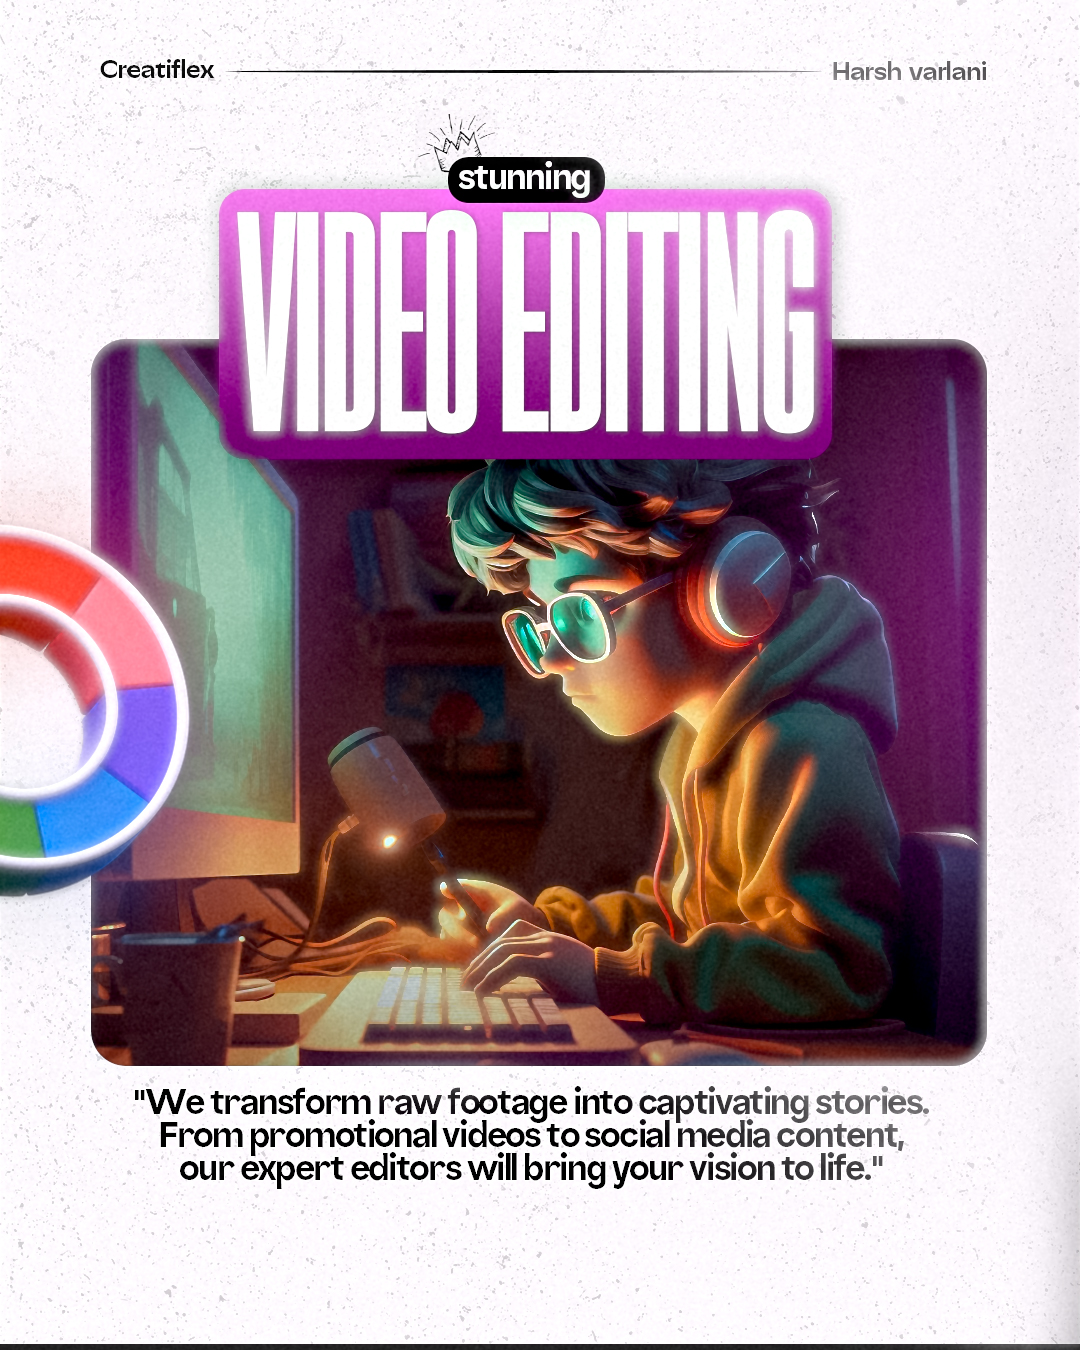 Creatiflex Harsh varlani
stunning
VIDEO EDITING
"We transform raw footage into captivating stories.
From promotional videos to social media content,
our expert editors will bring your vision to life."